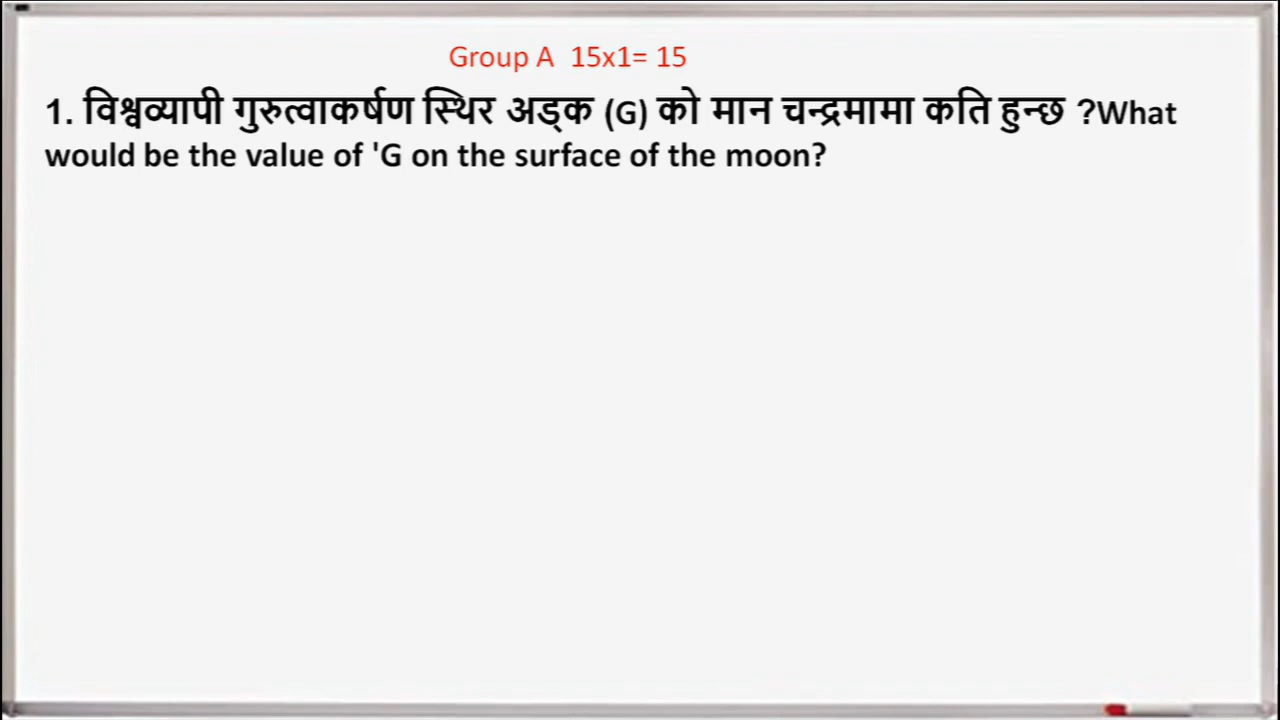 Group A  15x1= 15
1. विश्वव्यापी गुरुत्वाकर्षण स्थिर अड्क (G) को मान चन्द्रमामा कति हुन्छ ?What
would be the value of 'G on the surface of the moon?